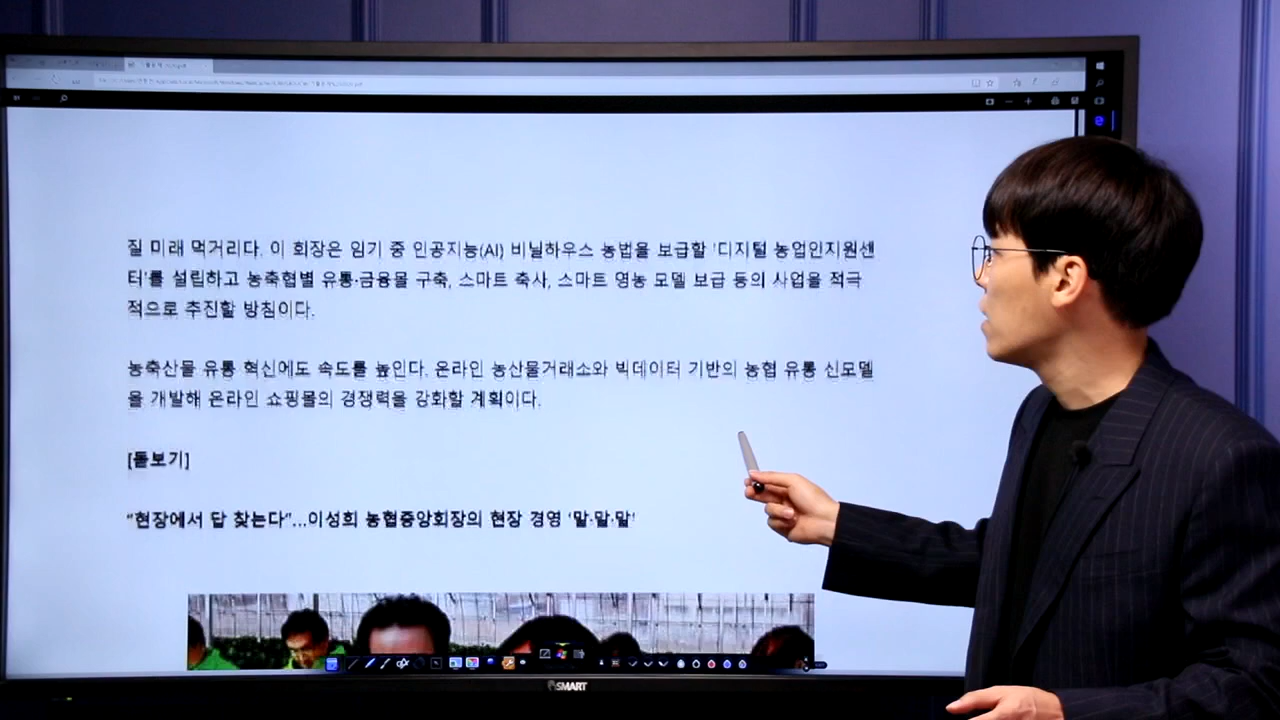 질 미래 먹거리다. 이 회장은 임기 중 인공지능(AI) 비닐하우스 농법을 보급할 '디지털 농업인지원센
터'를 설립하고 농축협별 유통·금융몰 구축, 스마트 축사, 스마트 영농 모델 보급 등의 사업을 적극
적으로 추진할 방침이다.
농축산물 유통 혁신에도 속도를 높인다. 온라인 농산물거래소와 빅데이터 기반의 농협 유통 신모델
을 개발해 온라인 쇼핑몰의 경쟁력을 강화할 계획이다.
[돋보기]
“현장에서 답 찾는다”...이성희 농협중앙회장의 현장 경영 ‘말·말·말’
SMART